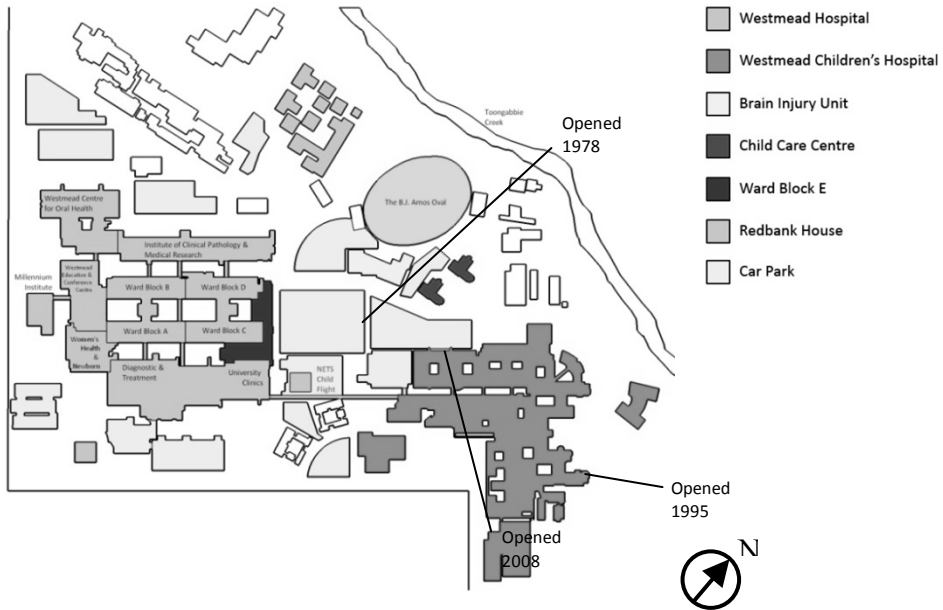 Westmead Hospital
Westmead Children's Hospital
Brain Injury Unit
Child Care Centre
Ward Block E
Redbank House
Car Park
Toongabbie
Creek
Opened
1978
The B.J. Amos Oval
Westmead Centre
for Oral Health
Institute of Clinical Pathology &
Medical Research
Millennium
Institute
Westmead
Education &
Conference
Centre
Ward Block B
Ward Block D
Ward Block A
Ward Block C
Women's
Health
&
Newborn
Diagnostic &
Treatment
University
Clinics
NETS
Child
Flight
Opened
1995
Opened
2008
N